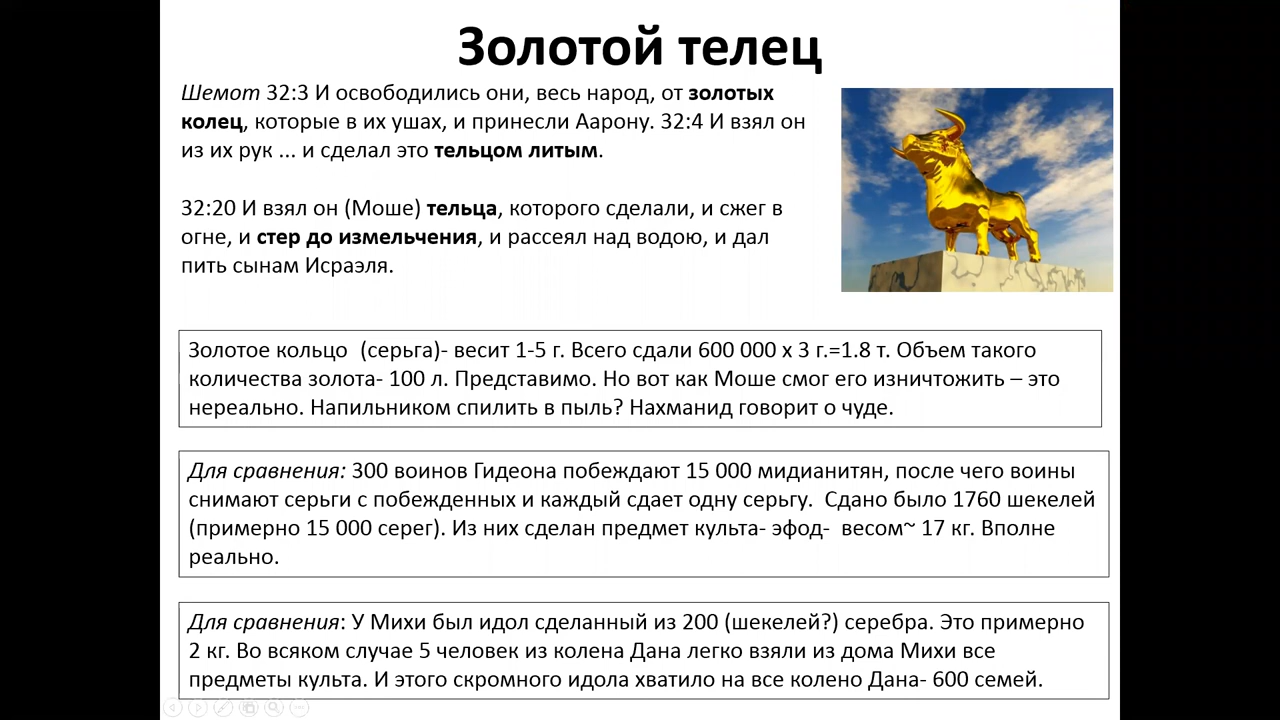 Золотой телец
Шемот 32:3 И освободились они, весь народ, от золотых
колец, которые в их ушах, и принесли Аарону. 32:4 И взял он
из их рук ... и сделал это тельцом литым.
32:20 И взял он (Моше) тельца, которого сделали, и сжег в
огне, и стер до измельчения, и рассеял над водою, и дал
пить сынам Исраэля.
Золотое кольцо  (серьга)- весит 1-5 г. Всего сдали 600 000 х 3 г.=1.8 т. Объем такого
количества золота- 100 л. Представимо. Но вот как Моше смог его изничтожить – это
нереально. Напильником спилить в пыль? Нахманид говорит о чуде.
Для сравнения: 300 воинов Гидеона побеждают 15 000 мидианитян, после чего воины
снимают серьги с побежденных и каждый сдает одну серьгу.  Сдано было 1760 шекелей
(примерно 15 000 серег). Из них сделан предмет культа- эфод-  весом~ 17 кг. Вполне
реально.
Для сравнения: У Михи был идол сделанный из 200 (шекелей?) серебра. Это примерно
2 кг. Во всяком случае 5 человек из колена Дана легко взяли из дома Михи все
предметы культа. И этого скромного идола хватило на все колено Дана- 600 семей.